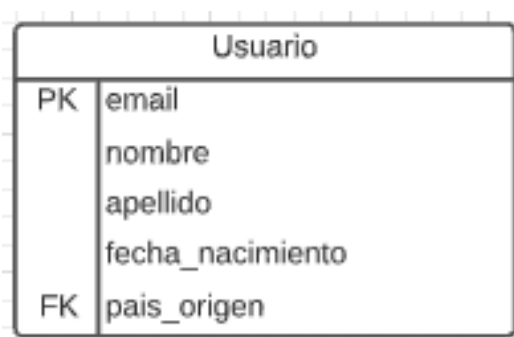 Usuario
PK email
nombre
apellido
fecha_nacimiento
FK pais_origen